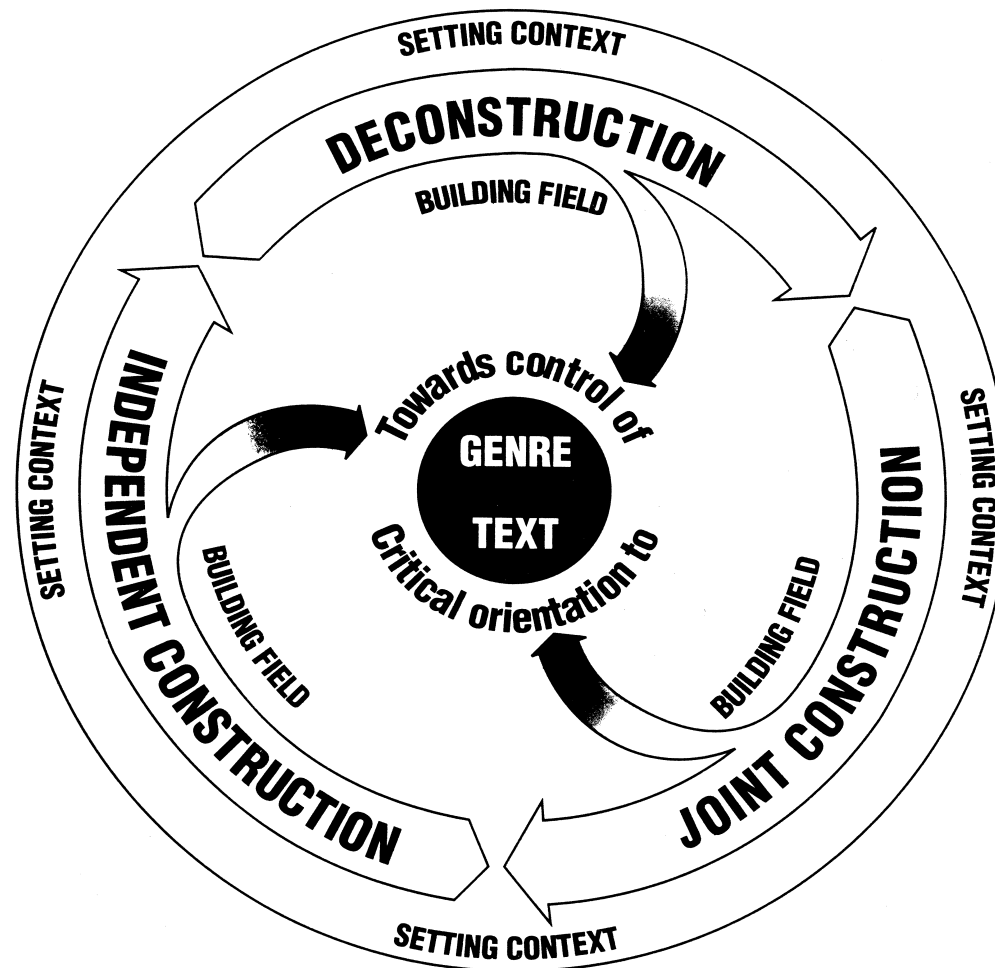 SETTING CONTEXT
DECONSTRUCTION
BUILDING FIELD
SETTING CONTEXT
JOINT CONSTRUCTION
BUILDING FIELD
SETTING CONTEXT
INDEPENDENT CONSTRUCTION
BUILDING FIELD
SETTING CONTEXT
Towards control of
GENRE
TEXT
Critical orientation to